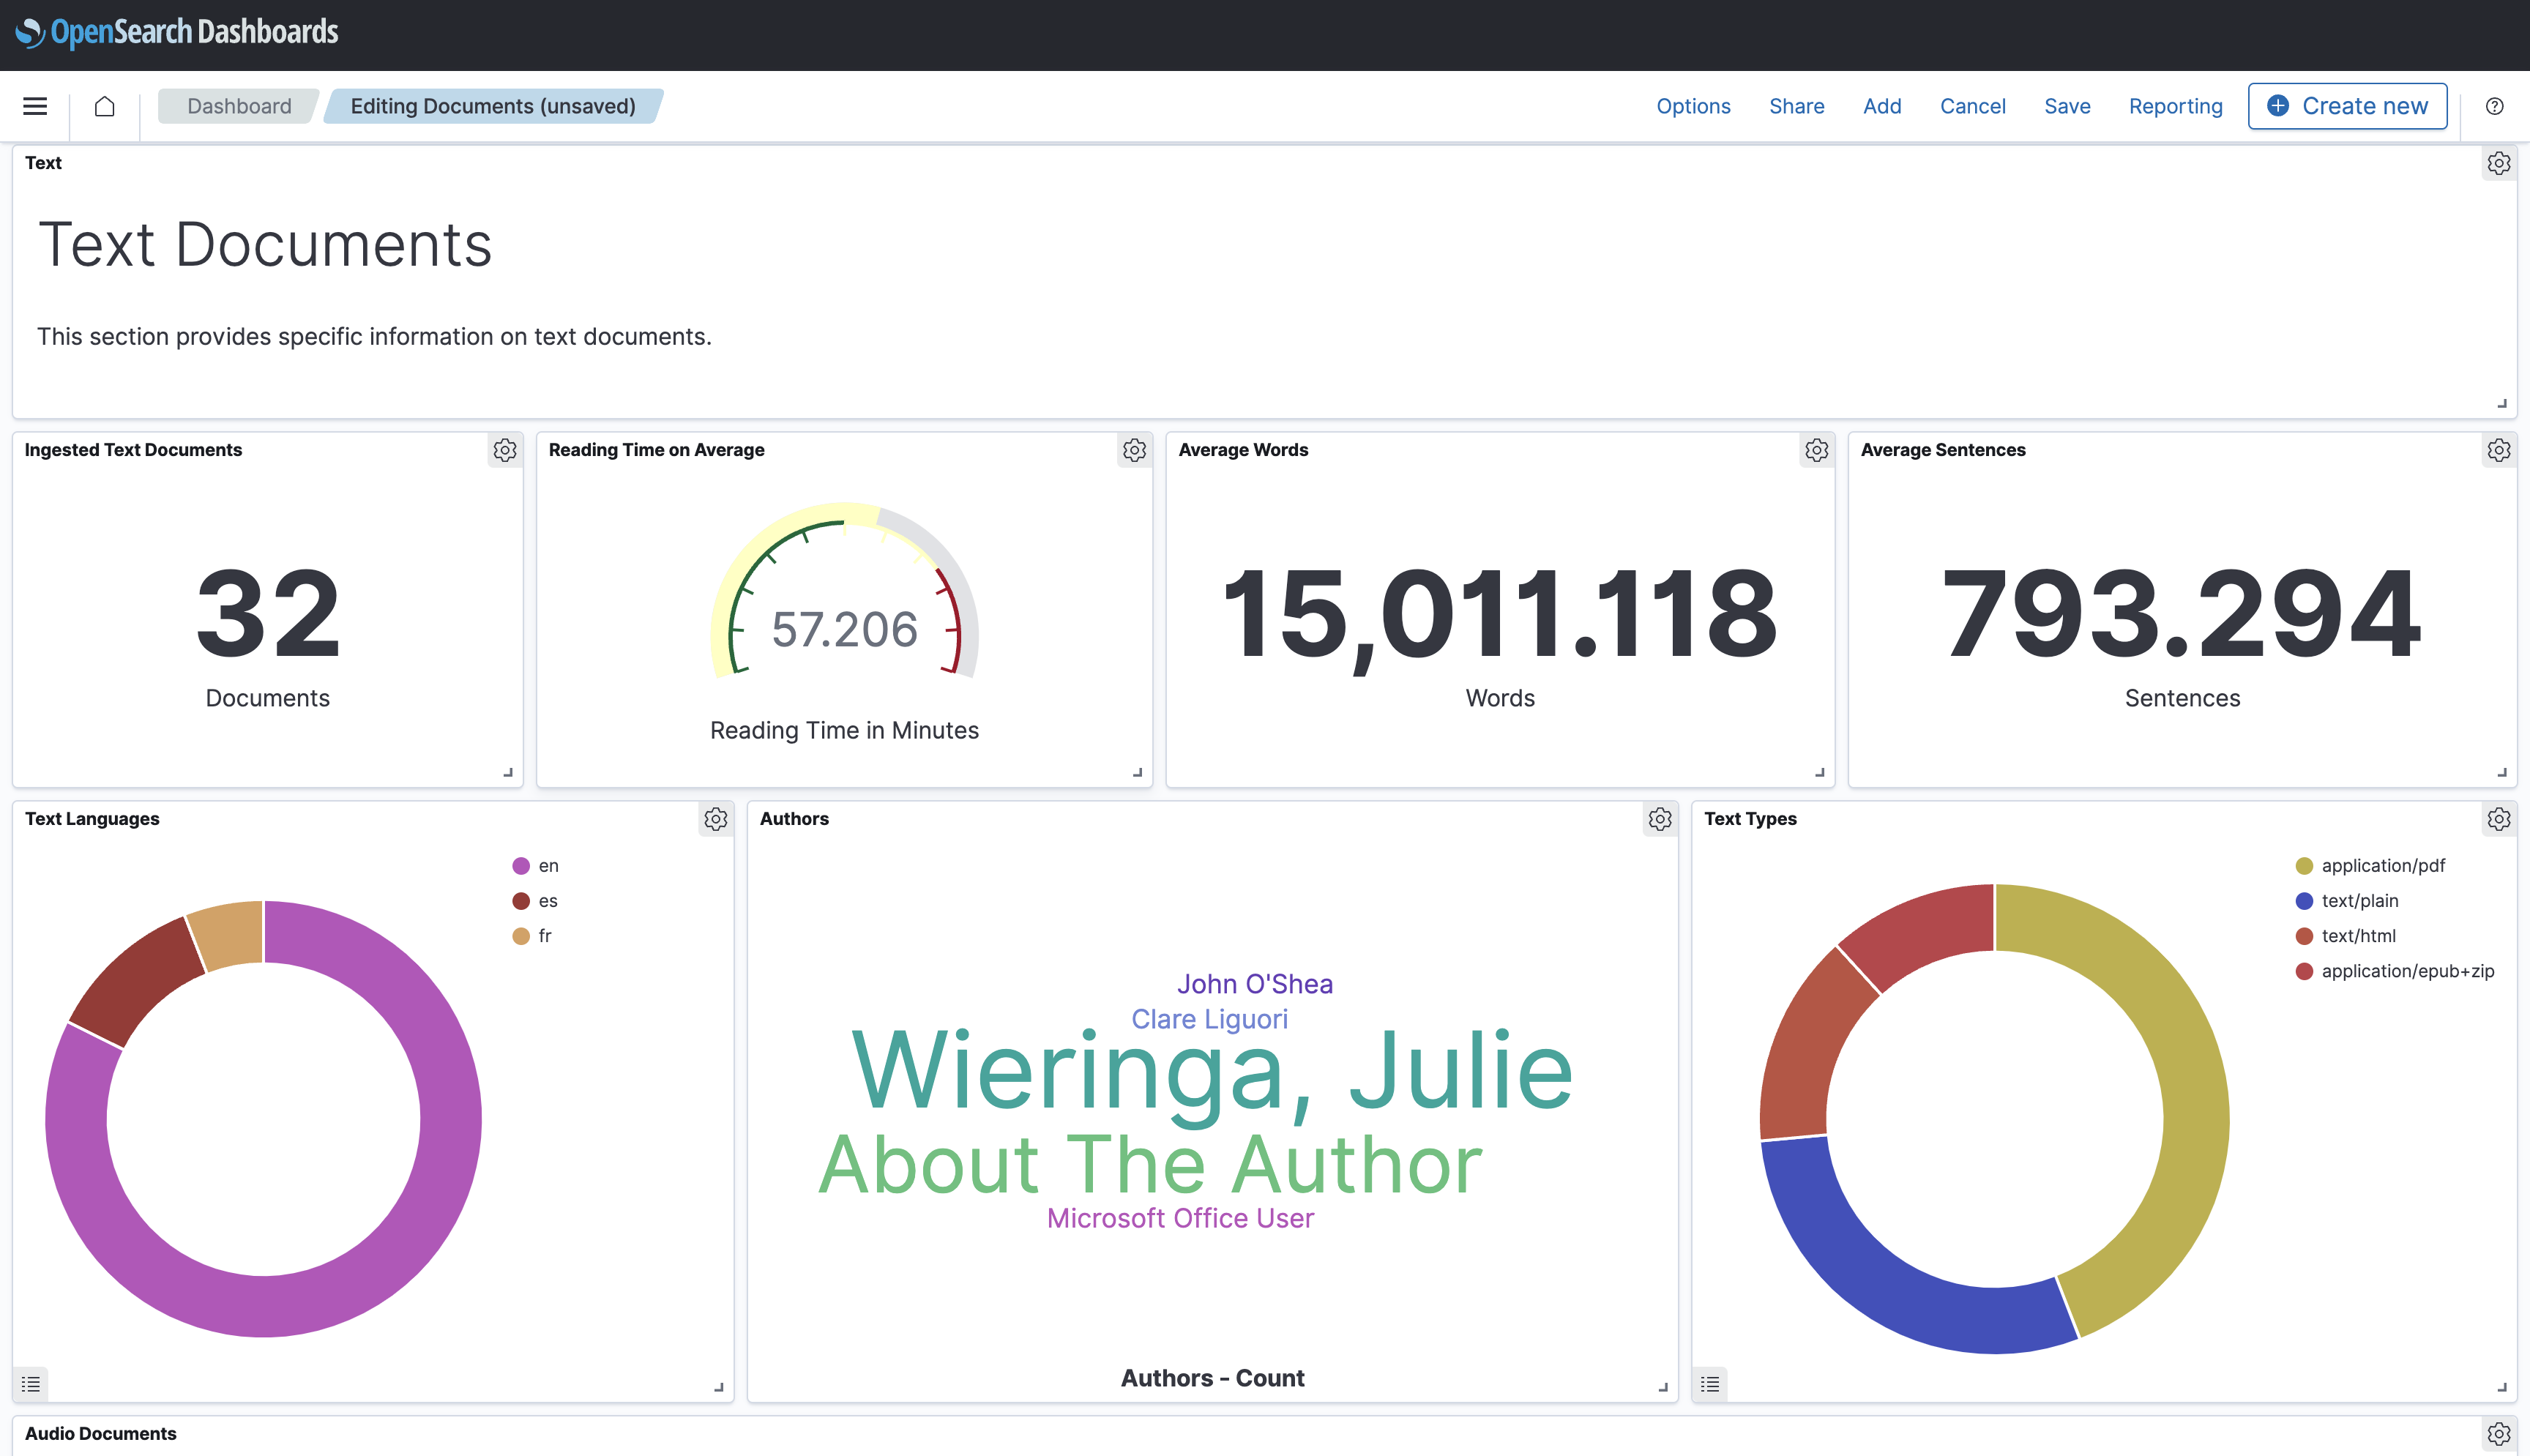 OpenSearch Dashboards
Dashboard
Editing Documents (unsaved)
Options
Share
Add
Cancel
Save
Reporting
Create new
Text
Text Documents
This section provides specific information on text documents.
Ingested Text Documents
32
Documents
Reading Time on Average
57.206
Reading Time in Minutes
Average Words
15,011.118
Words
Average Sentences
793.294
Sentences
Text Languages
en
es
fr
Authors
John O'Shea
Clare Liguori
Wieringa, Julie
About The Author
Microsoft Office User
Authors - Count
Text Types
application/pdf
text/plain
text/html
application/epub+zip
Audio Documents